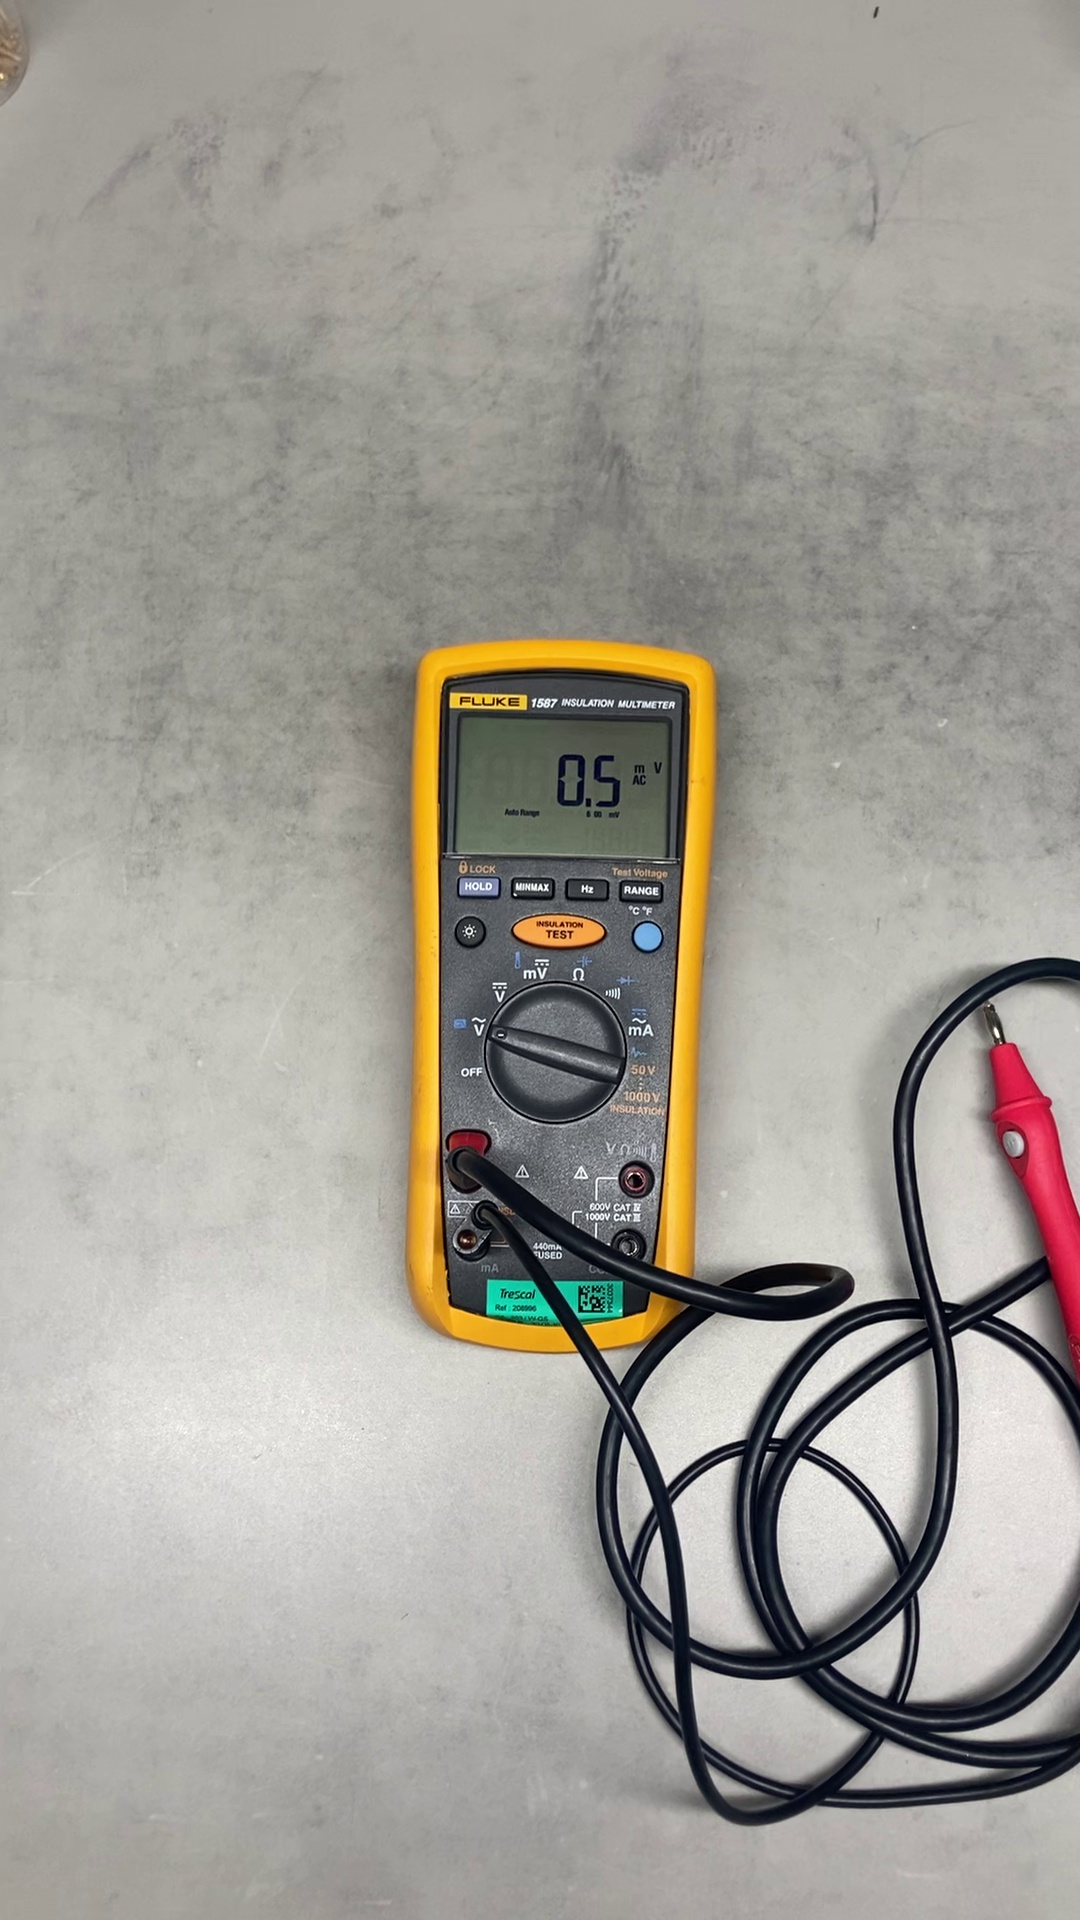 FLUKE 1587 INSULATION MULTIMETER
0.5 m V
AC
Auto Range
mV
LOCK Test Voltage
HOLD MINMAX Hz RANGE
°C °F
INSULATION
TEST
mV Ω
V
V mA
OFF
50 V
1000 V
INSULATION
V Ω
600V CAT IV
1000V CAT III
440mA
FUSED
mA
Trescal
Ref : 208996